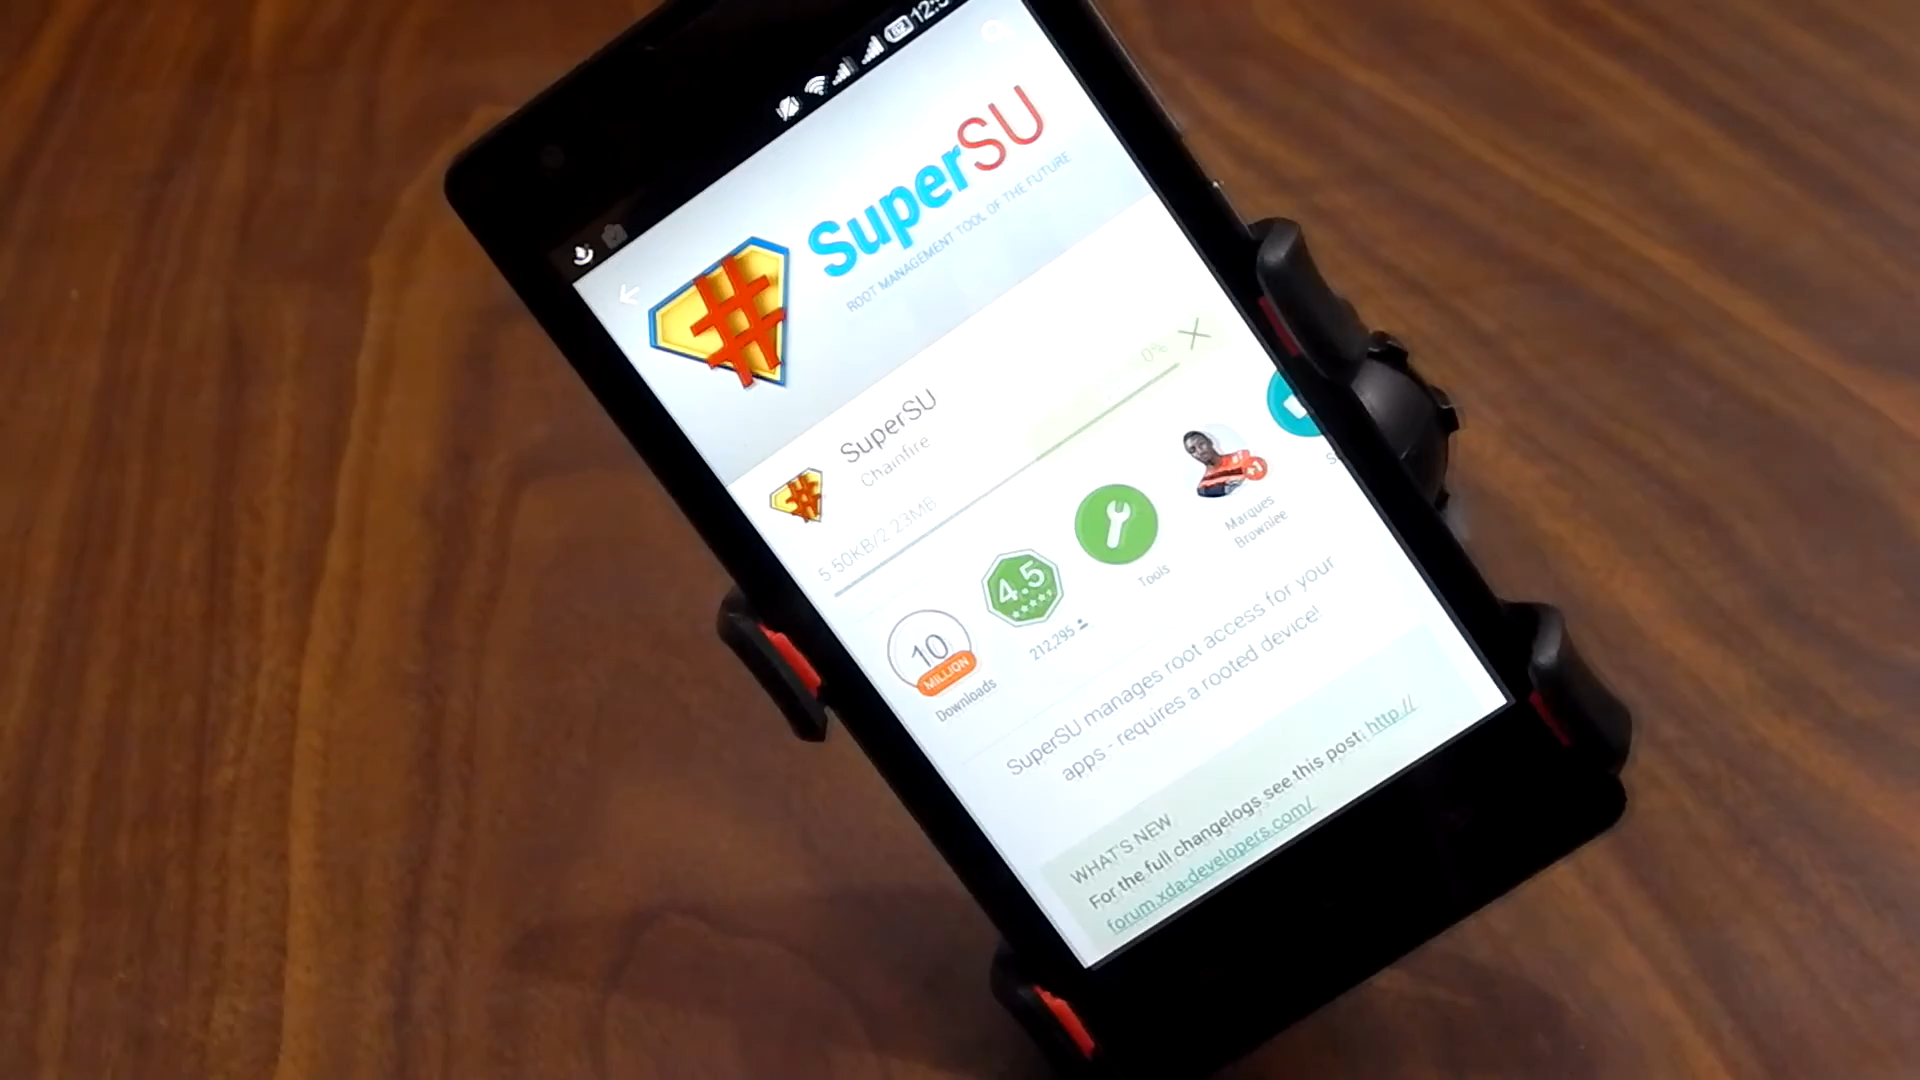 SuperSU
ROOT MANAGEMENT TOOL OF THE FUTURE
SuperSU
Chainfire
0%
5.50KB/2.23MB
10
MILLION
Downloads
4.5
212,295
Tools
Marques
Brownlee
SuperSU manages root access for your
apps - requires a rooted device!
WHAT'S NEW
For the full changelogs see this post: http://
forum.xda-developers.com/